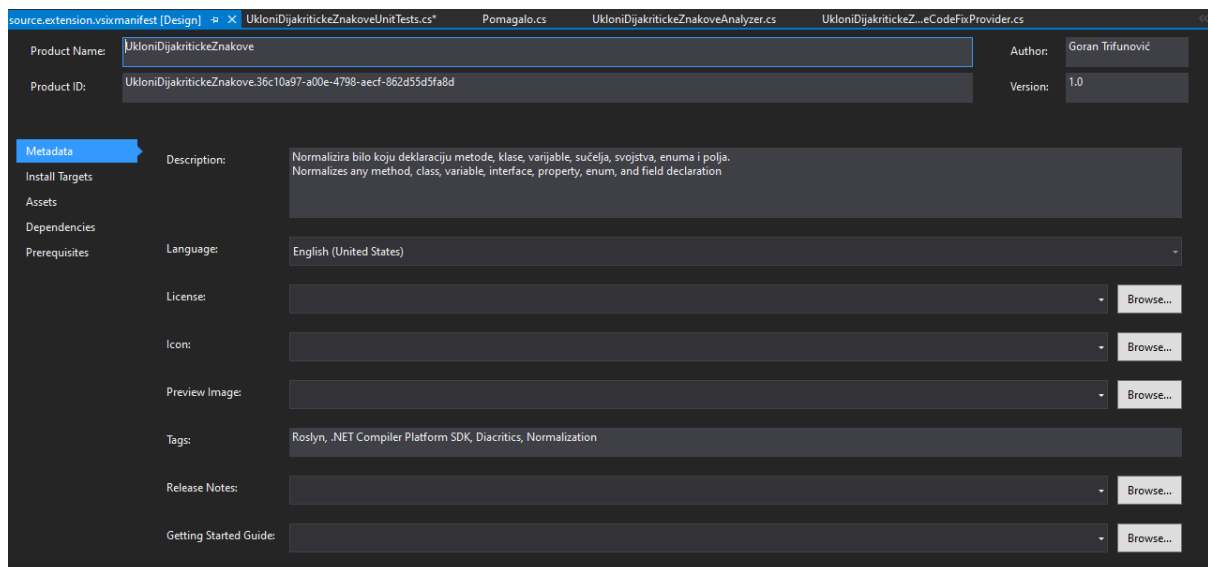 source.extension.vsixmanifest [Design] UkloniDijakritickeZnakoveUnitTests.cs* Pomagalo.cs UkloniDijakritickeZnakoveAnalyzer.cs UkloniDijakritickeZ...eCodeFixProvider.cs
Product Name: UkloniDijakritickeZnakove Author: Goran Trifunović
Product ID: UkloniDijakritickeZnakove.36c10a97-a00e-4798-aecf-862d55d5fa8d Version: 1.0
Metadata
Install Targets
Assets
Dependencies
Prerequisites
Description: Normalizira bilo koju deklaraciju metode, klase, varijable, sučelja, svojstva, enuma i polja.
Normalizes any method, class, variable, interface, property, enum, and field declaration
Language: English (United States)
License: Browse...
Icon: Browse...
Preview Image: Browse...
Tags: Roslyn, .NET Compiler Platform SDK, Diacritics, Normalization
Release Notes: Browse...
Getting Started Guide: Browse...